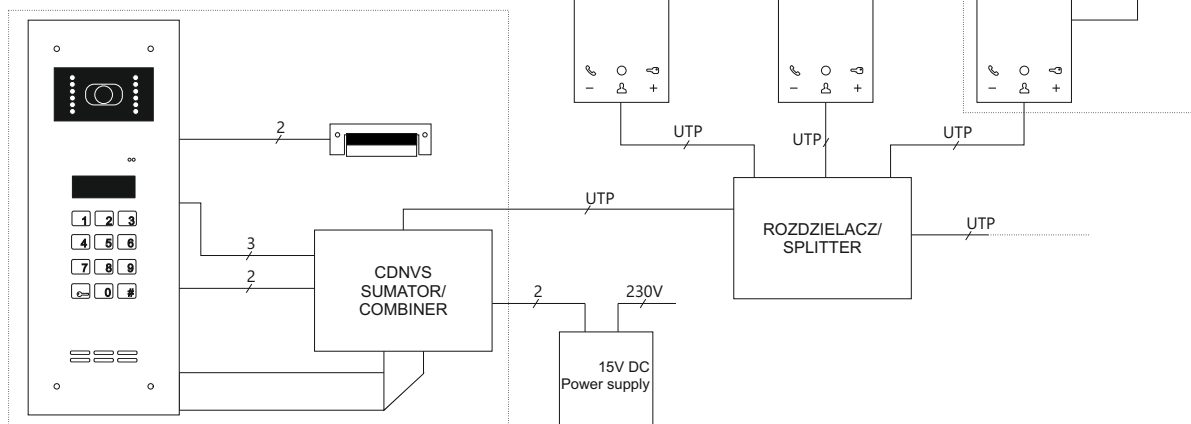 − +
− +
− +
2
UTP
UTP
UTP
UTP
1 2 3
4 5 6
7 8 9
0 #
3
2
CDNVS
SUMATOR/
COMBINER
ROZDZIELACZ/
SPLITTER
UTP
2
230V
15V DC
Power supply